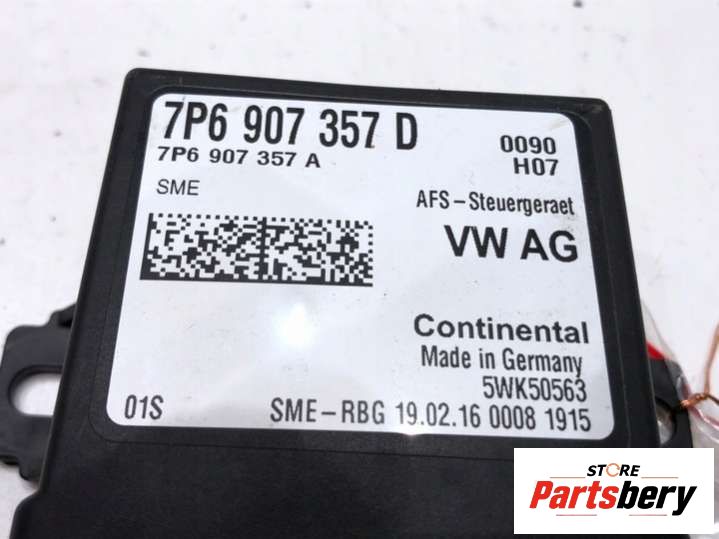 7P6 907 357 D
7P6 907 357 A
0090
H07
SME
AFS-Steuergeraet
VW AG
Continental
Made in Germany
5WK50563
01S
SME-RBG 19.02.16 0008 1915
STORE
Partsbery